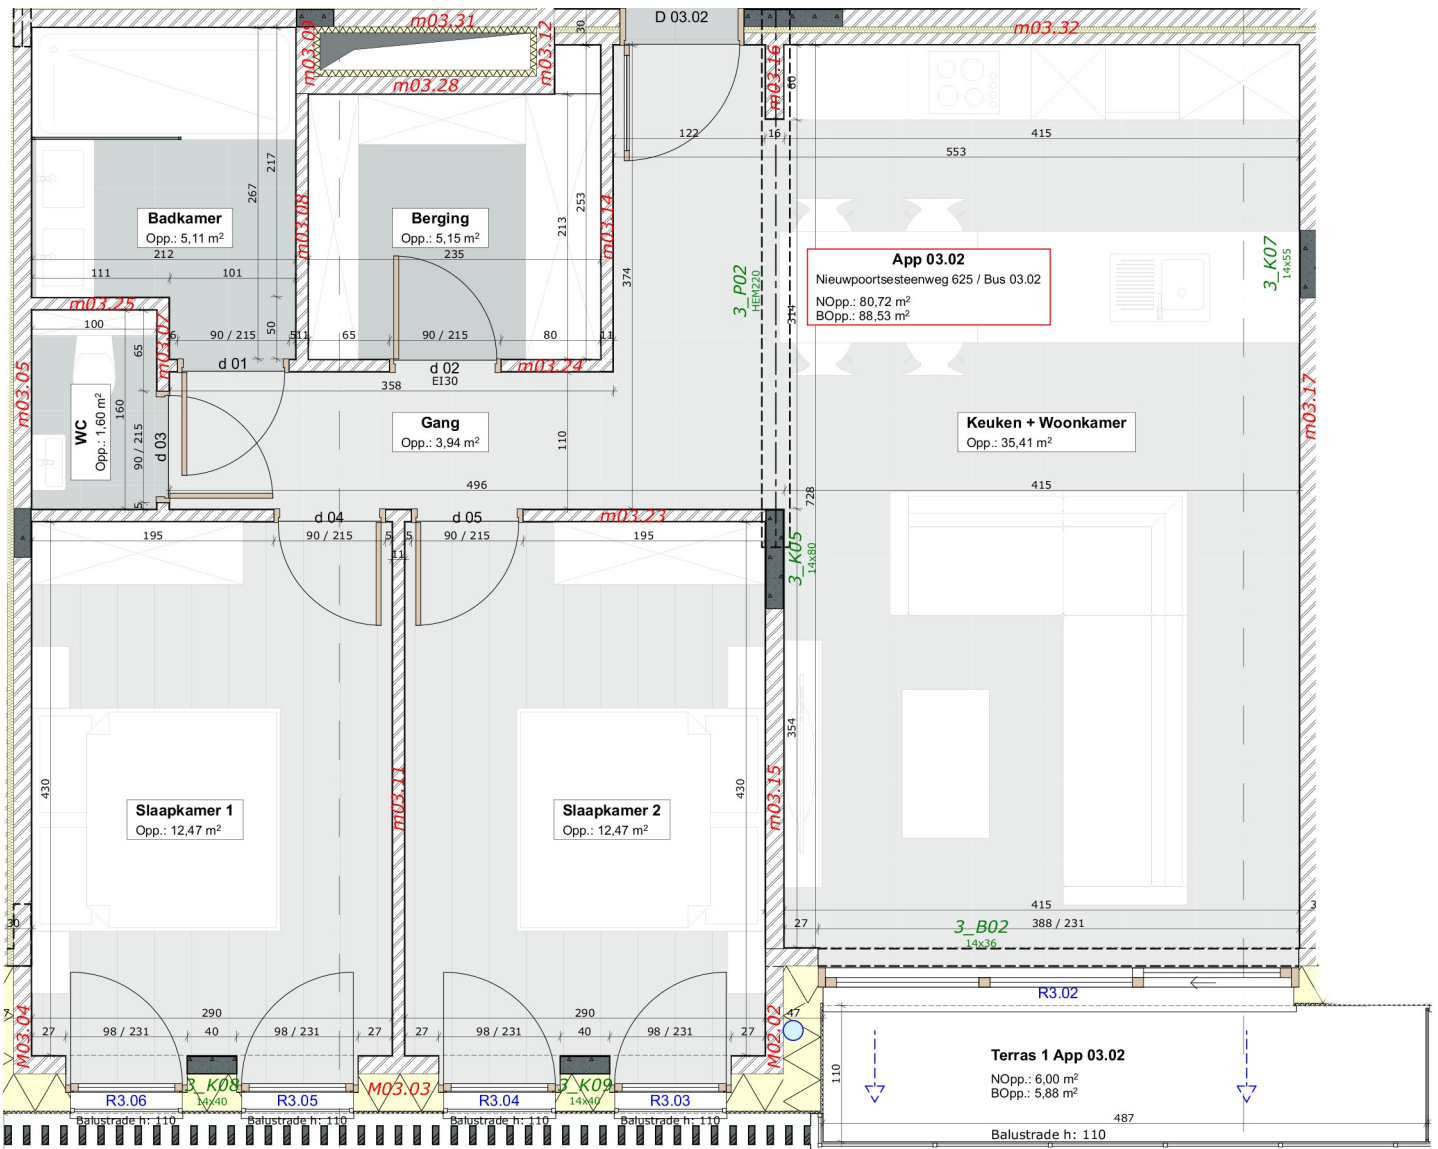 m03.31
D 03.02
m03.32
m03.09
m03.12
30
m03.16
m03.28
60
122
16
415
553
217
267
253
213
374
m03.08
m03.14
Badkamer
Opp.: 5,11 m²
212
111
101
Berging
Opp.: 5,15 m²
235
3_P02
HEM220
314
App 03.02
Nieuwpoortsesteenweg 625 / Bus 03.02
NOpp.: 80,72 m²
BOpp.: 88,53 m²
3_K07
14x55
m03.25
100
m03.07
65
6
90 / 215
50
5
11
65
90 / 215
80
11
d 01
d 02
EI30
m03.24
358
m03.05
WC
Opp.: 1,60 m²
160
90 / 215
d 03
5
Gang
Opp.: 3,94 m²
110
Keuken + Woonkamer
Opp.: 35,41 m²
m03.17
496
415
728
d 04
d 05
m03.23
195
90 / 215
5
5
11
90 / 215
195
3_K05
14x80
354
430
Slaapkamer 1
Opp.: 12,47 m²
m03.11
Slaapkamer 2
Opp.: 12,47 m²
430
m03.15
30
415
27
388 / 231
3_B02
14x36
R3.02
290
290
27
98 / 231
40
98 / 231
27
27
98 / 231
40
98 / 231
27
47
M03.04
M02.02
3_K08
14x40
M03.03
3_K09
14x40
R3.06
R3.05
R3.04
R3.03
Balustrade h: 110
Balustrade h: 110
Balustrade h: 110
Balustrade h: 110
110
Terras 1 App 03.02
NOpp.: 6,00 m²
BOpp.: 5,88 m²
487
Balustrade h: 110